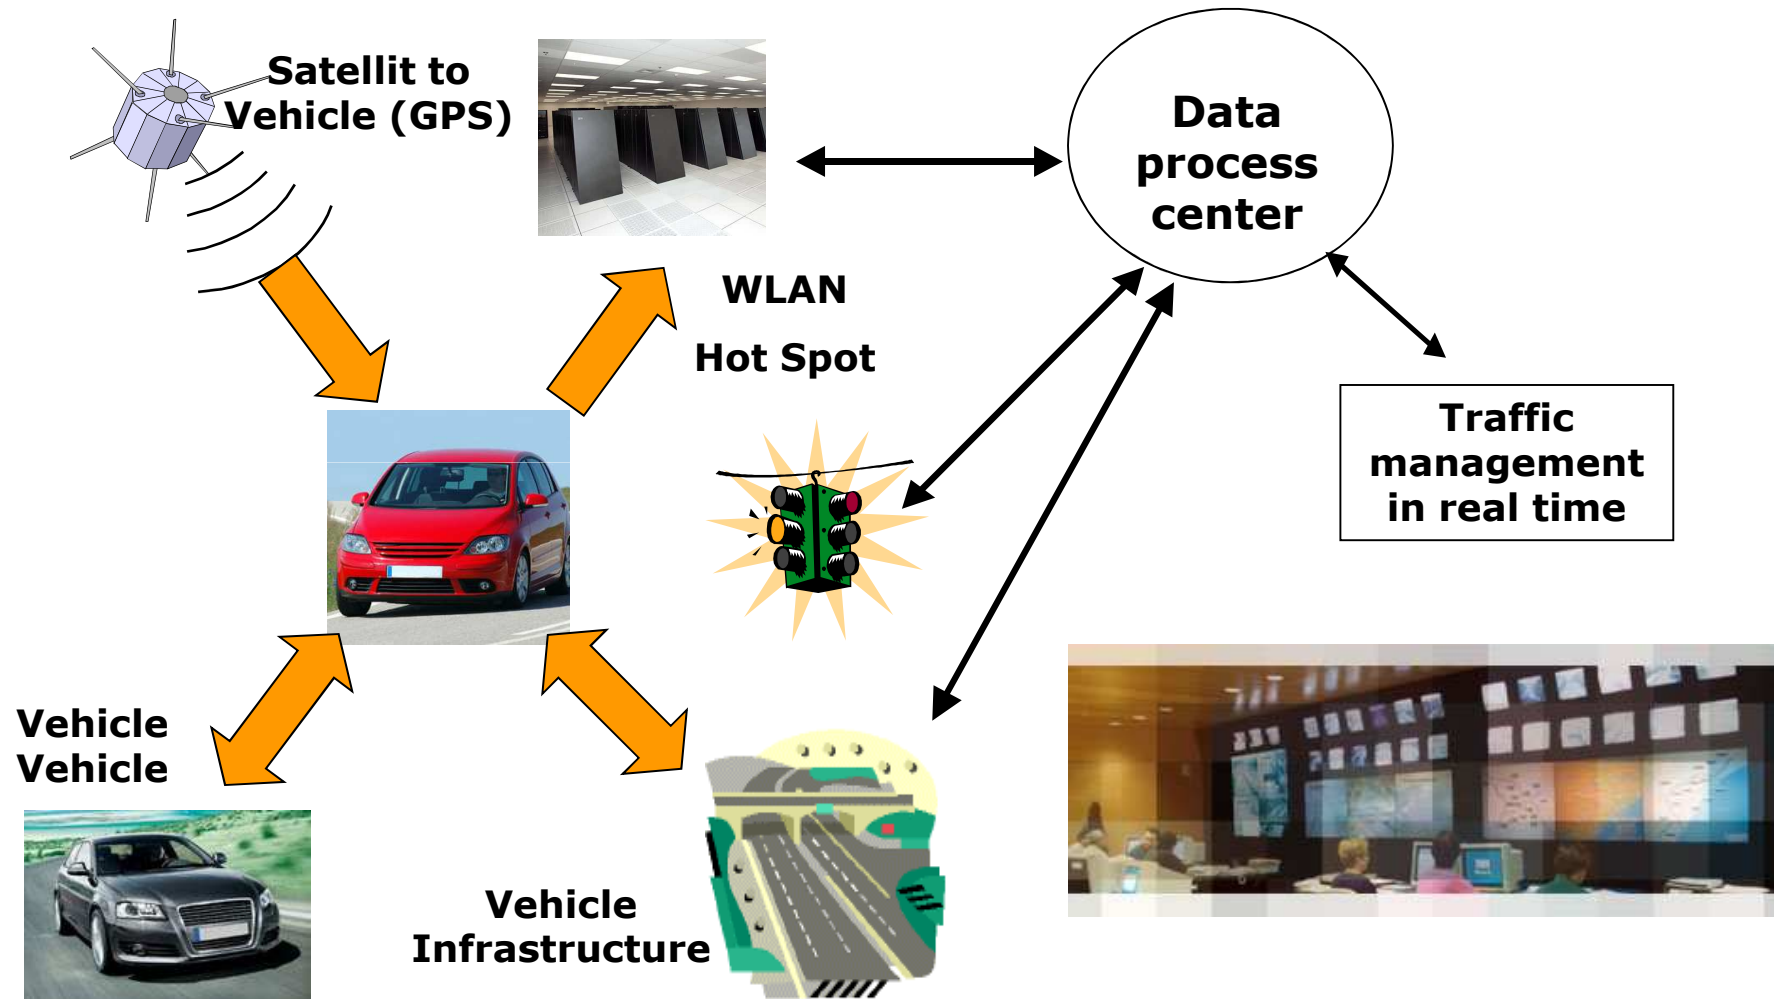 Satellit to
Vehicle (GPS)
Data
process
center
WLAN
Hot Spot
Traffic
management
in real time
Vehicle
Vehicle
Vehicle
Infrastructure